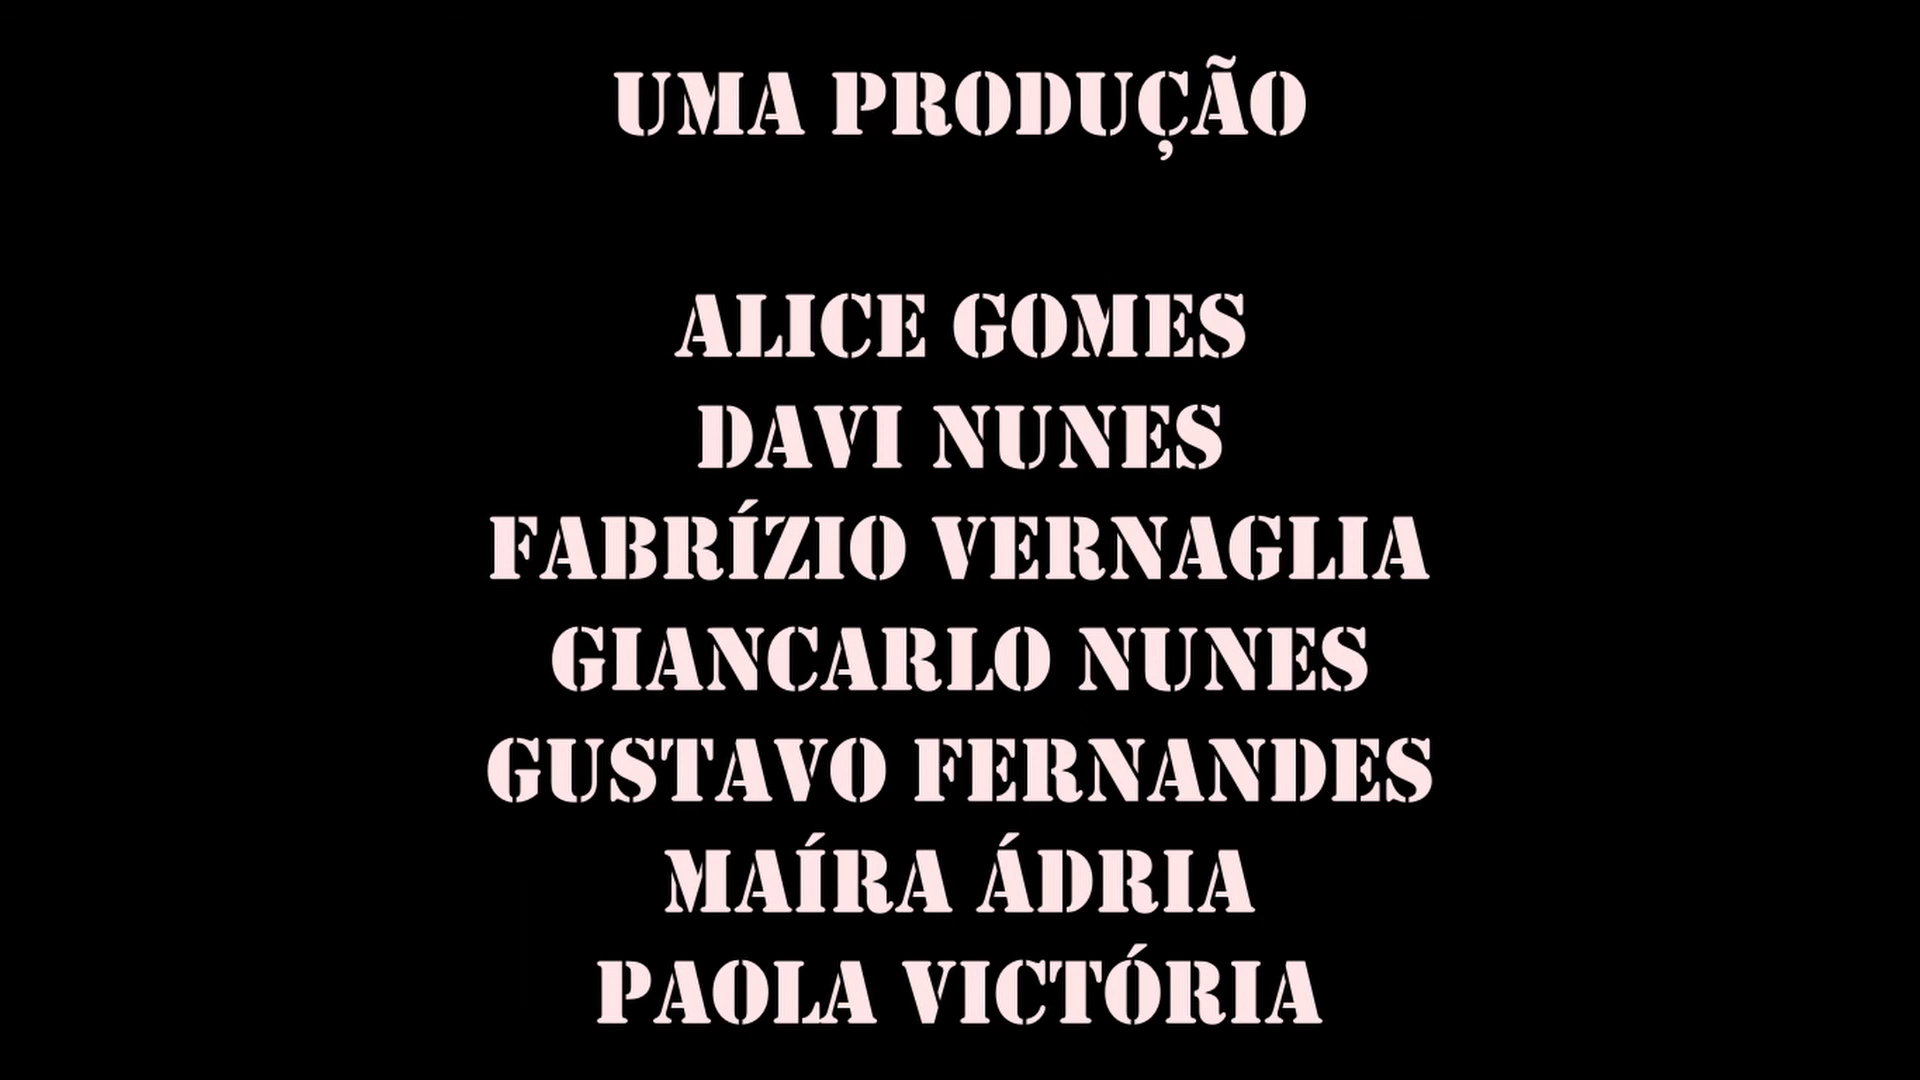 UMA PRODUÇÃO
ALICE GOMES
DAVI NUNES
FABRÍZIO VERNAGLIA
GIANCARLO NUNES
GUSTAVO FERNANDES
MAÍRA ÁDRIA
PAOLA VICTÓRIA